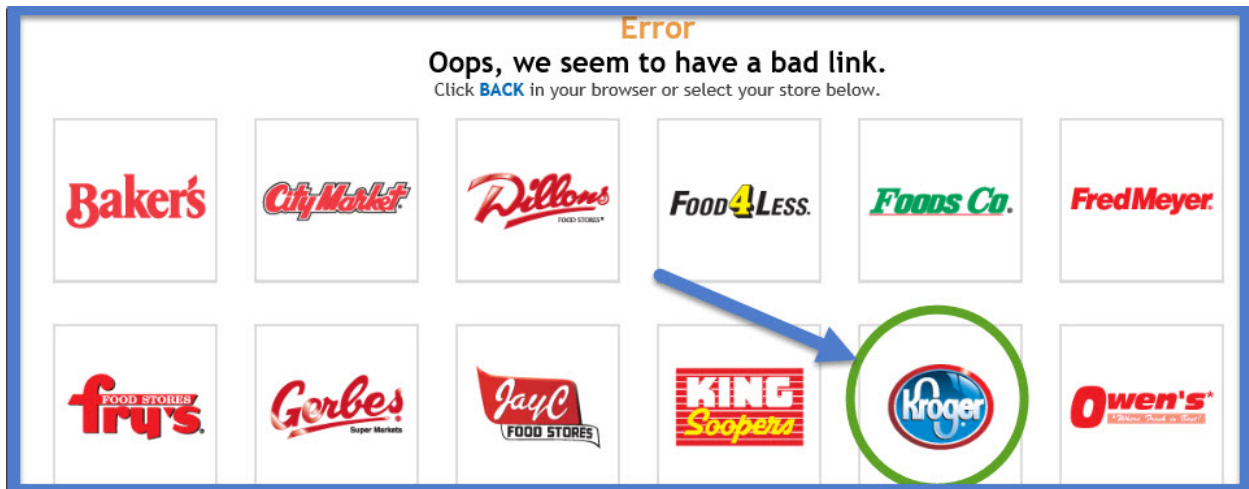 Error
Oops, we seem to have a bad link.
Click BACK in your browser or select your store below.
Baker's
City Market.
Dillons
FOOD STORES*
FOOD 4 LESS.
FOODS CO.
FredMeyer.
fry's.
FOOD STORES
Gerbes
Super Markets
JayC
FOOD STORES
KING
Soopers
Kroger
Owen's*
"Where Fresh is Best!"